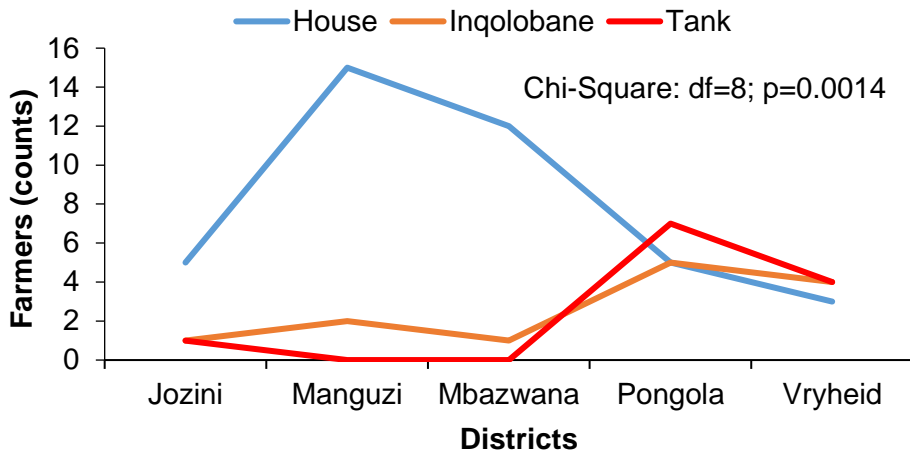 House Inqolobane Tank
Chi-Square: df=8; p=0.0014
Farmers (counts)
16
14
12
10
8
6
4
2
0
Jozini Manguzi Mbazwana Pongola Vryheid
Districts